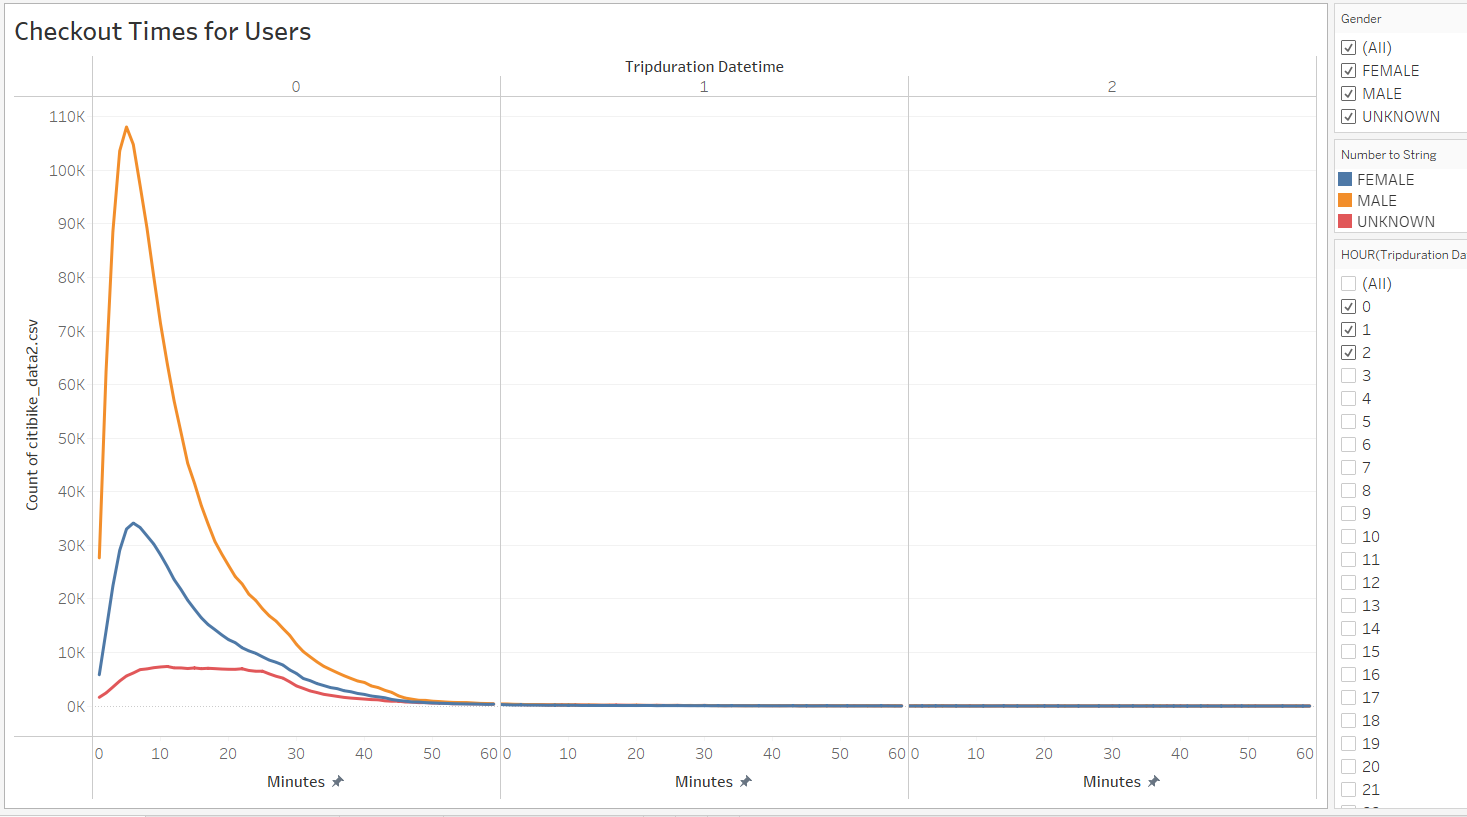 Checkout Times for Users
Tripduration Datetime
0 1 2
110K
100K
90K
80K
70K
60K
50K
40K
30K
20K
10K
0K
Count of citibike_data2.csv
0 10 20 30 40 50 60 0 10 20 30 40 50 60 0 10 20 30 40 50 60
Minutes Minutes Minutes
Gender
(All)
FEMALE
MALE
UNKNOWN
Number to String
FEMALE
MALE
UNKNOWN
HOUR(Tripduration Da
(All)
0
1
2
3
4
5
6
7
8
9
10
11
12
13
14
15
16
17
18
19
20
21